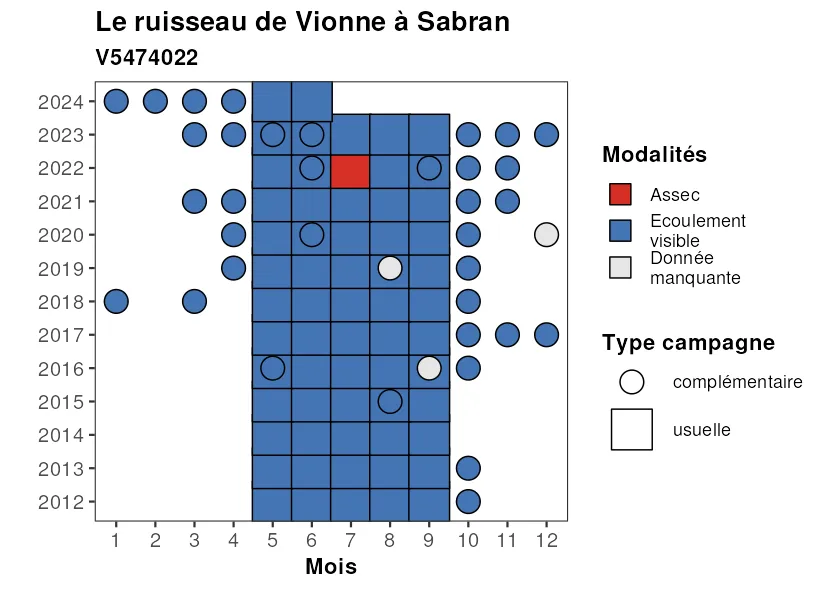 Le ruisseau de Vionne à Sabran
V5474022
2024
2023
2022
2021
2020
2019
2018
2017
2016
2015
2014
2013
2012
1 2 3 4 5 6 7 8 9 10 11 12
Mois
Modalités
Assec
Ecoulement
visible
Donnée
manquante
Type campagne
complémentaire
usuelle